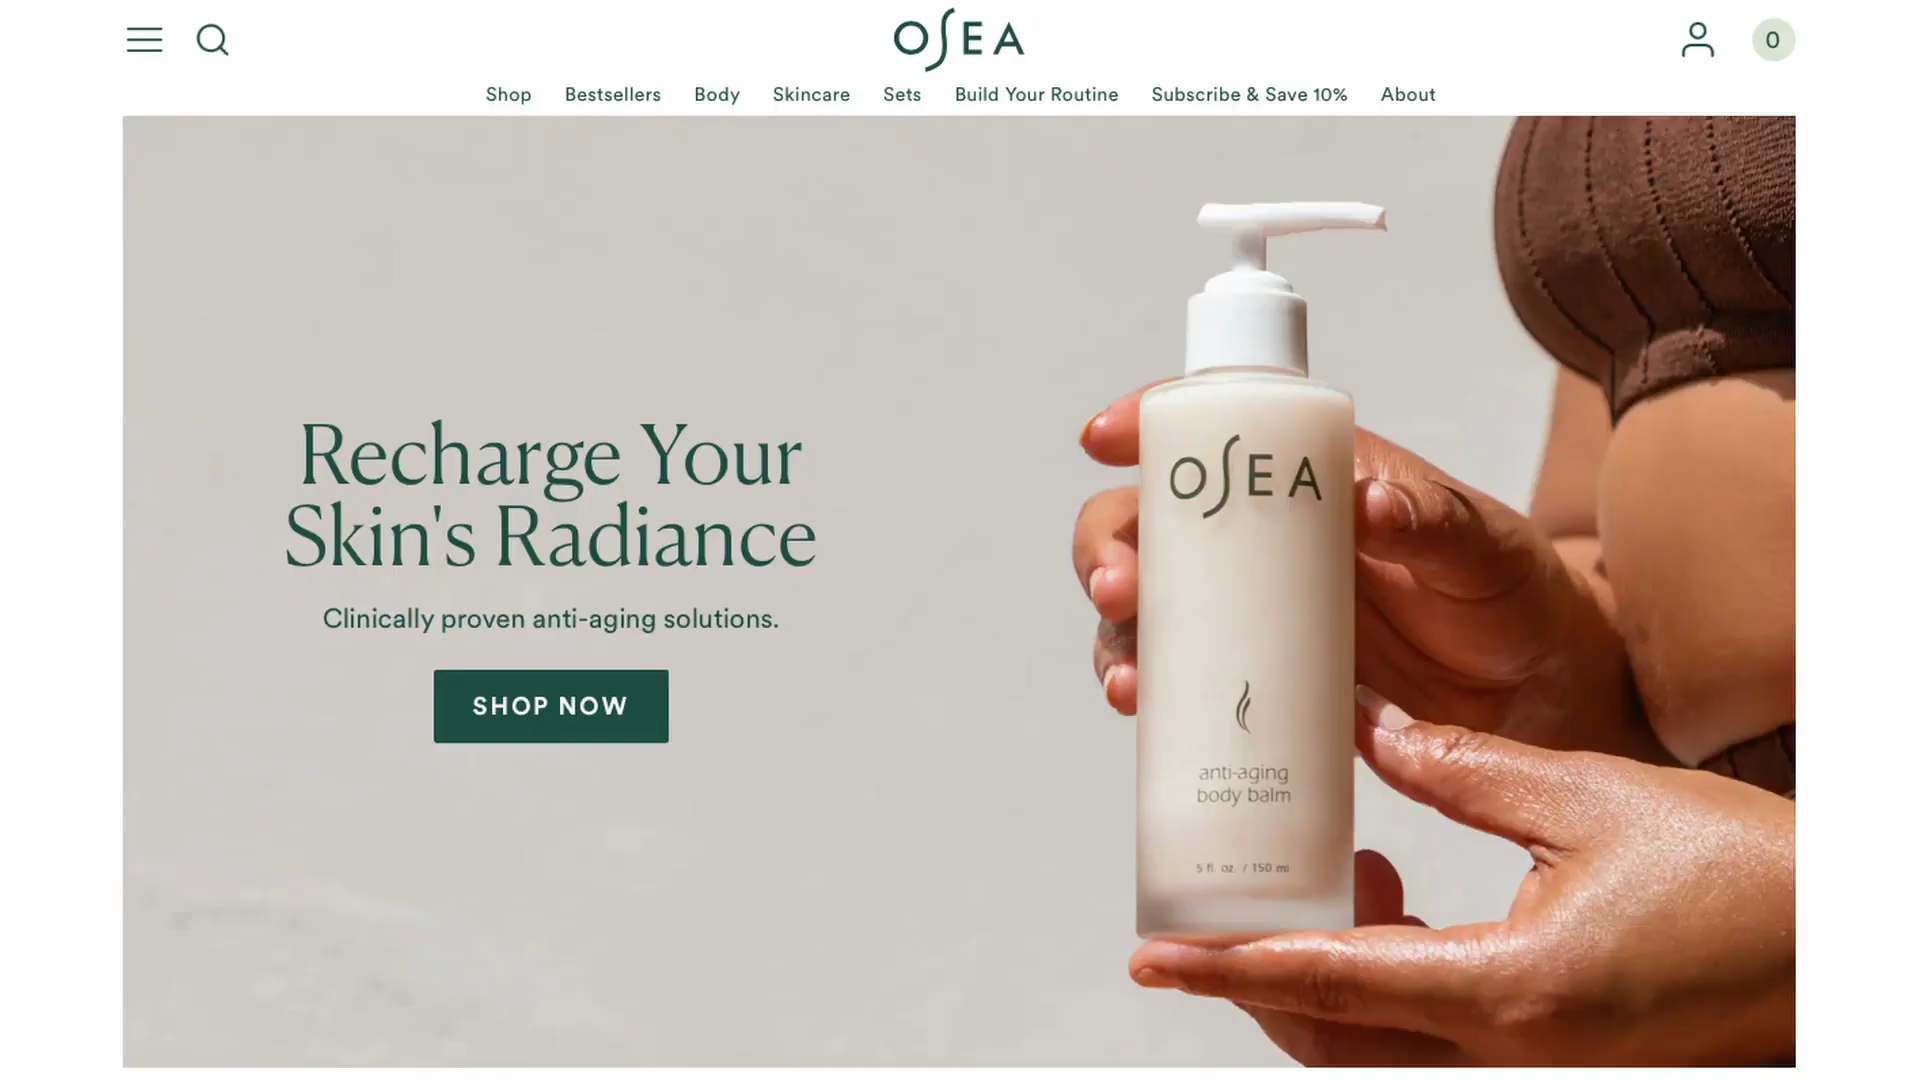 OSEA
0
Shop Bestsellers Body Skincare Sets Build Your Routine Subscribe & Save 10% About
Recharge Your
Skin's Radiance
Clinically proven anti-aging solutions.
SHOP NOW
OSEA
anti-aging
body balm
5 fl. oz. / 150 ml